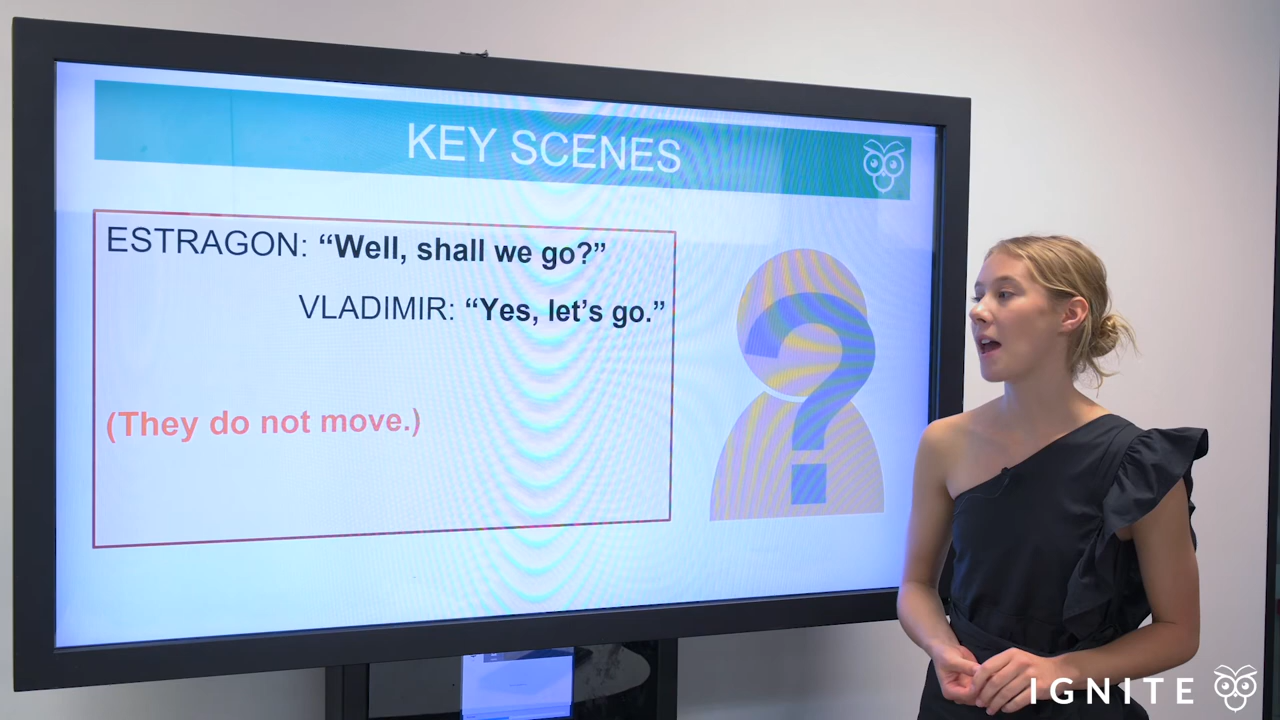 KEY SCENES
ESTRAGON: “Well, shall we go?”
VLADIMIR: “Yes, let’s go.”
(They do not move.)
IGNITE